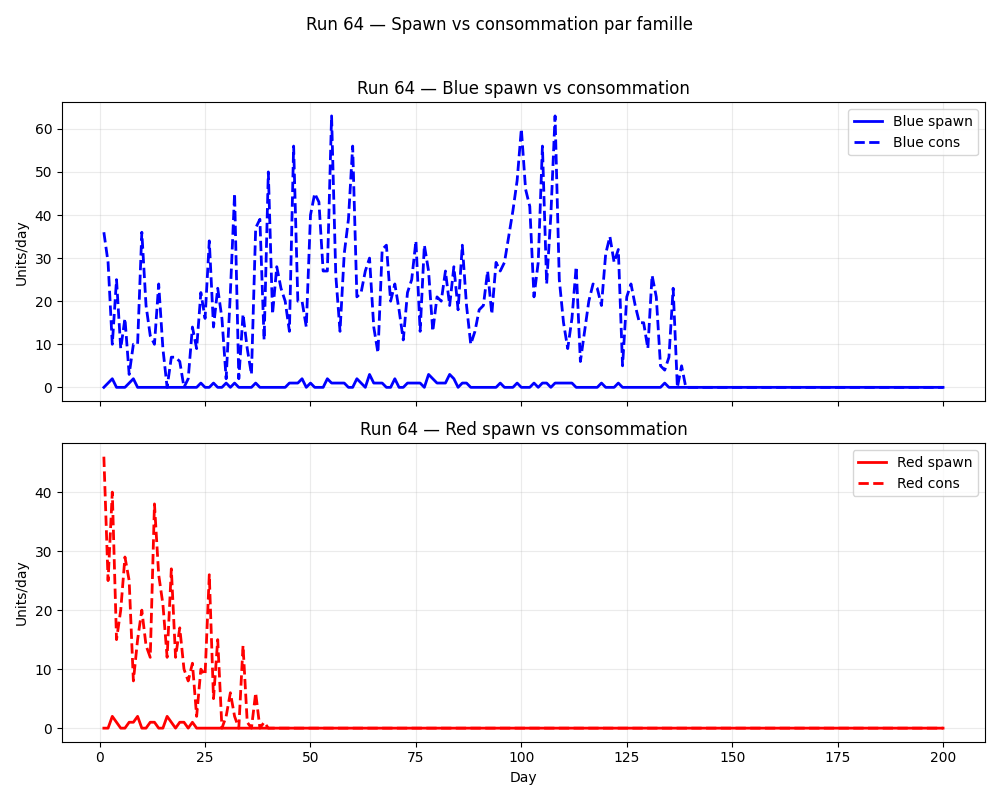 Run 64 — Spawn vs consommation par famille
Run 64 — Blue spawn vs consommation
Blue spawn
Blue cons
Units/day
60
50
40
30
20
10
0
Run 64 — Red spawn vs consommation
Red spawn
Red cons
Units/day
40
30
20
10
0
0 25 50 75 100 125 150 175 200
Day